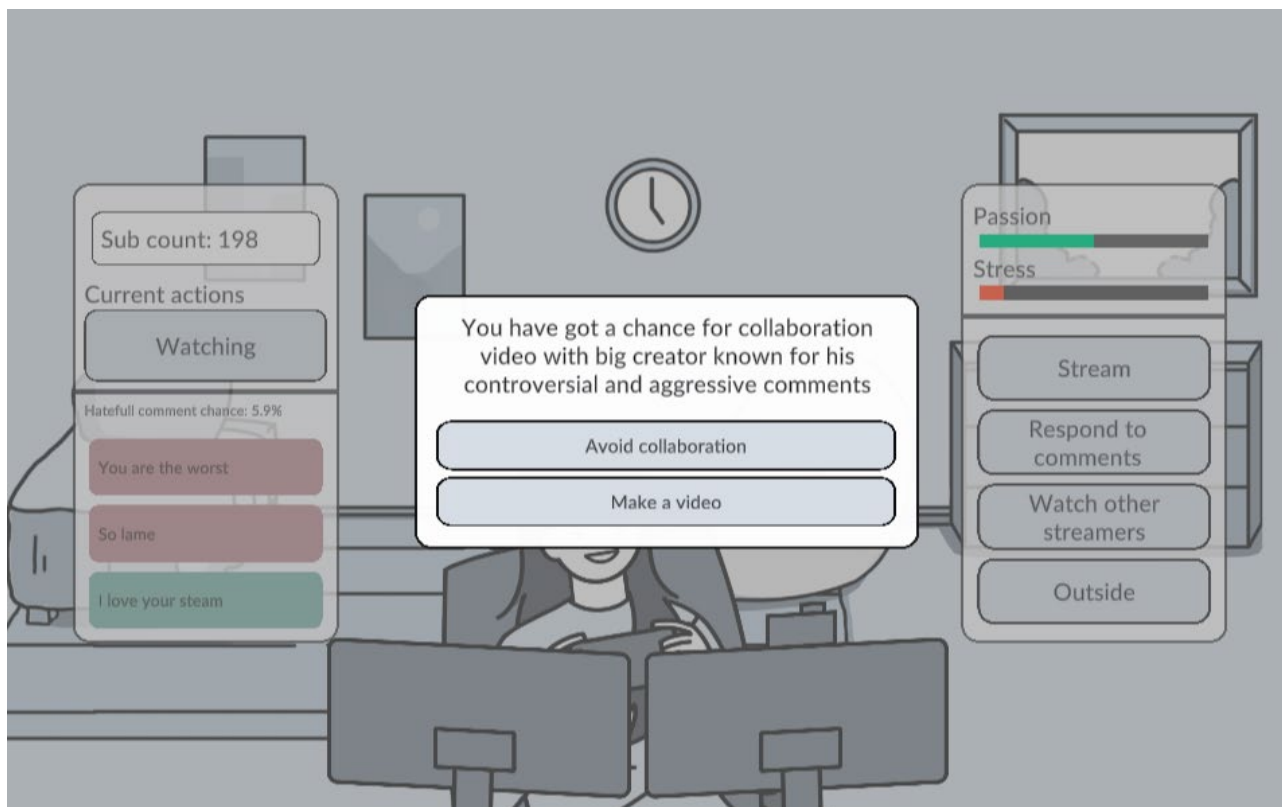 Sub count: 198
Current actions
Watching
Hatefull comment chance: 5.9%
You are the worst
So lame
I love your steam
You have got a chance for collaboration
video with big creator known for his
controversial and aggressive comments
Avoid collaboration
Make a video
Passion
Stress
Stream
Respond to
comments
Watch other
streamers
Outside